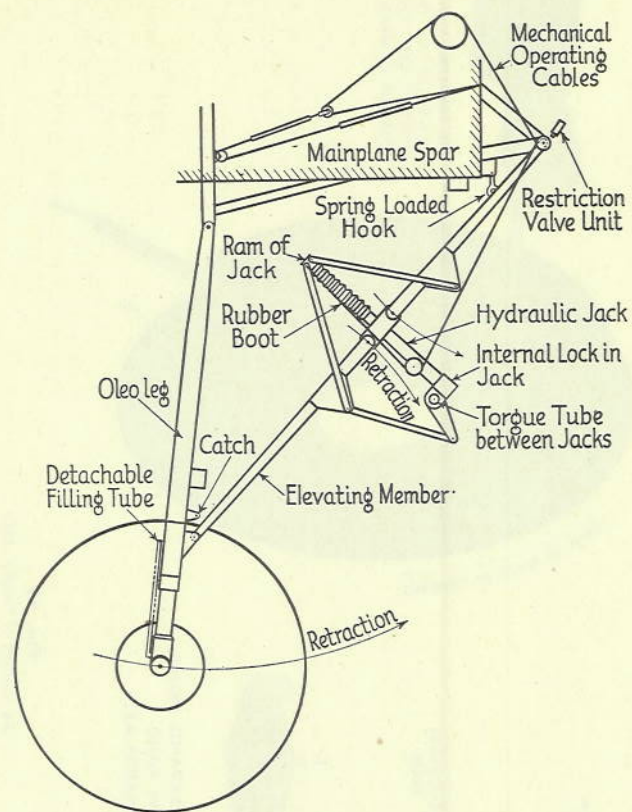 Mechanical
Operating
Cables
Mainplane Spar
Spring Loaded
Hook
Restriction
Valve Unit
Ram of
Jack
Rubber
Boot
Hydraulic Jack
Internal Lock in
Jack
Retraction
Torgue Tube
between Jacks
Oleo leg
Catch
Detachable
Filling Tube
Elevating Member
Retraction